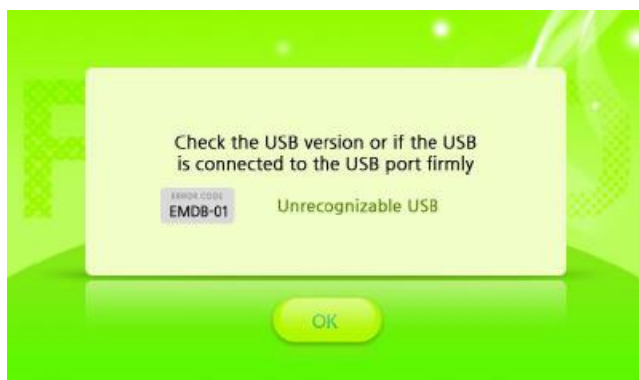 Check the USB version or if the USB
is connected to the USB port firmly
ERROR CODE
EMDB-01
Unrecognizable USB
OK